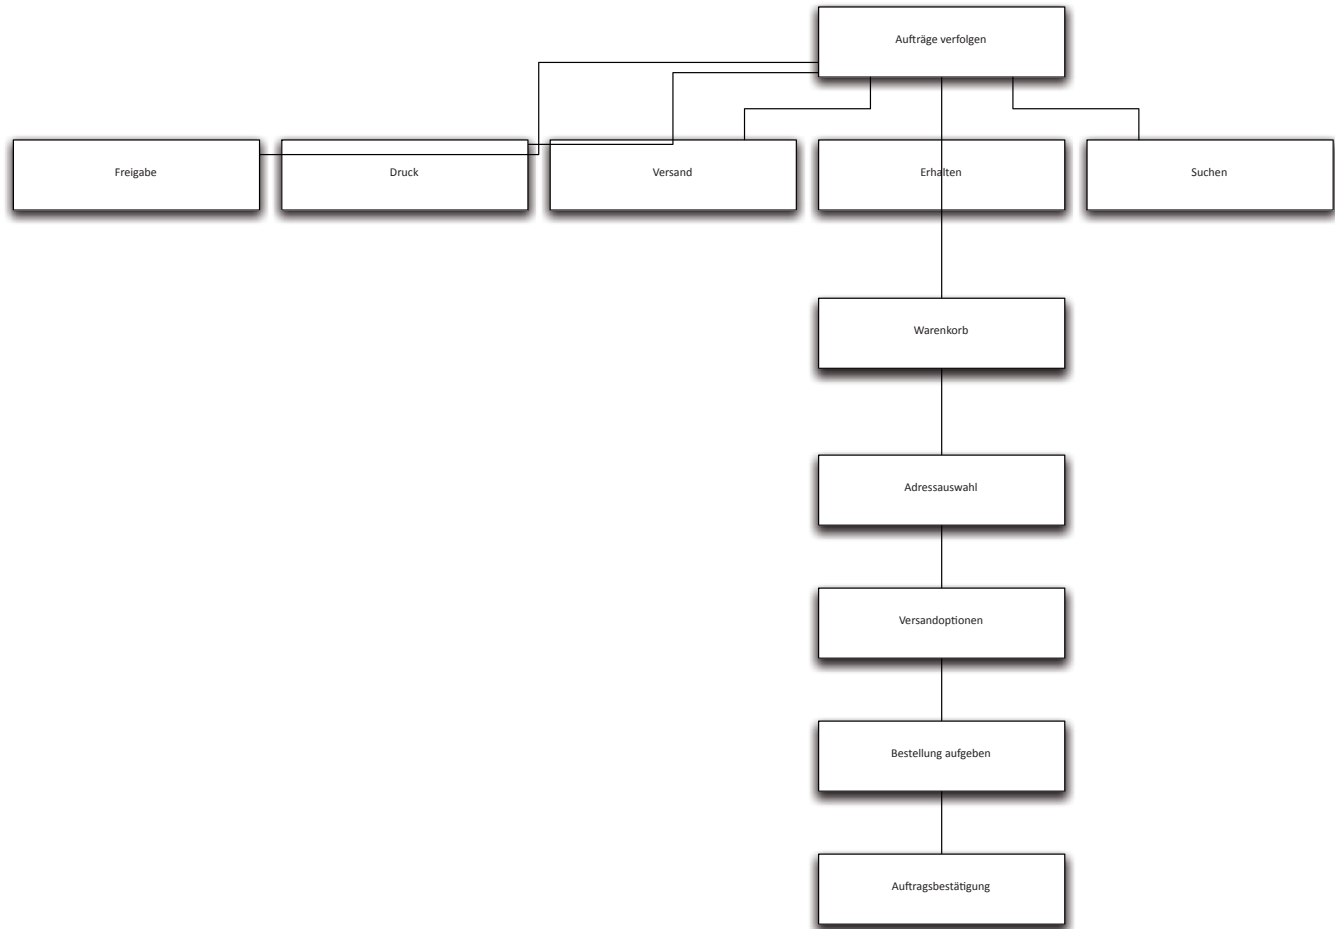 Aufträge verfolgen
Freigabe
Druck
Versand
Erhalten
Suchen
Warenkorb
Adressauswahl
Versandoptionen
Bestellung aufgeben
Auftragsbestätigung